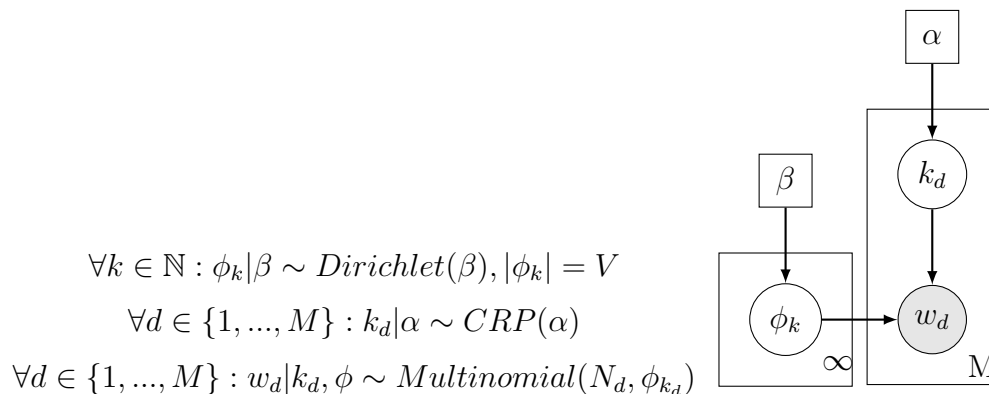 α
k_d
β
∀k ∈ ℕ : ϕ_k|β ∼ Dirichlet(β), |ϕ_k| = V
∀d ∈ {1, ..., M} : k_d|α ∼ CRP(α)
ϕ_k
w_d
∀d ∈ {1, ..., M} : w_d|k_d, ϕ ∼ Multinomial(N_d, ϕ_{k_d})
∞
M